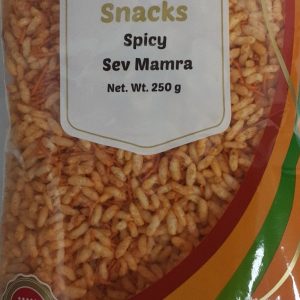 Snacks
Spicy
Sev Mamra
Net. Wt. 250 g